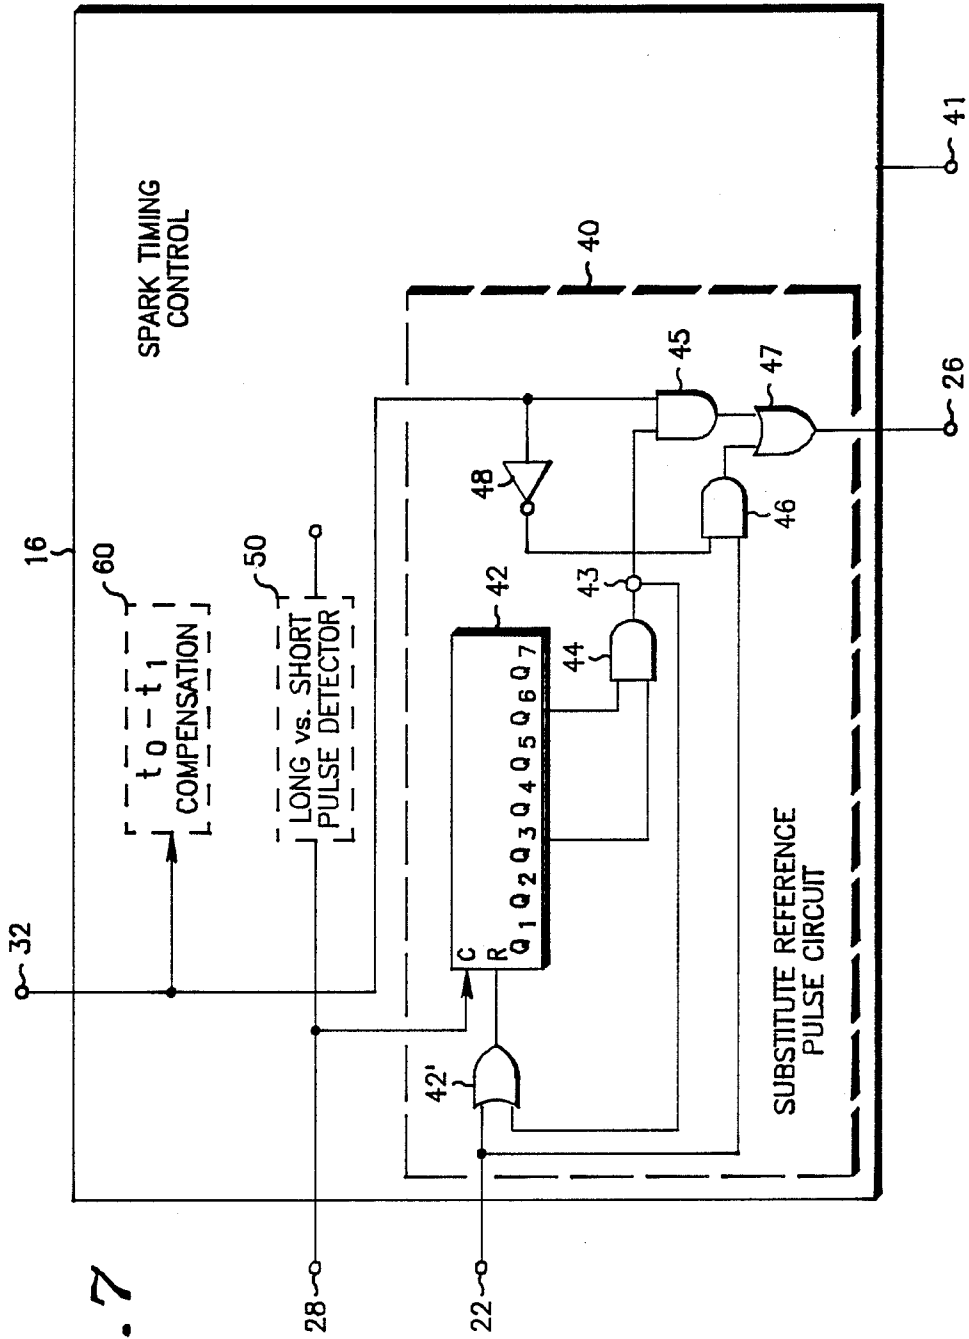 16
32
60
t0 – t1
COMPENSATION
SPARK TIMING
CONTROL
50
LONG vs. SHORT
PULSE DETECTOR
28
40
42
C
R
Q1 Q2 Q3 Q4 Q5 Q6 Q7
42'
44
43
48
45
47
46
22
SUBSTITUTE REFERENCE
PULSE CIRCUIT
26
41
.7